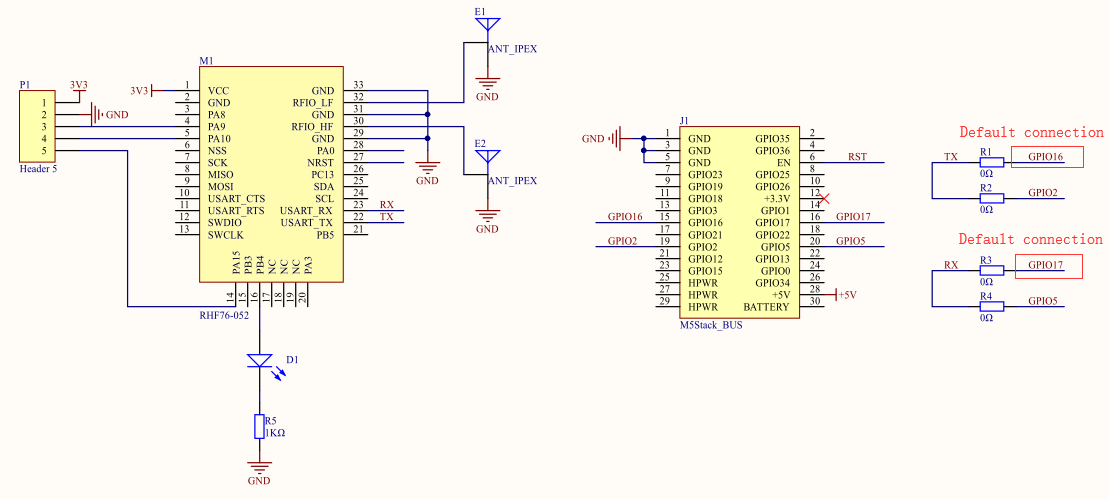 E1
ANT_IPEX
GND
M1
3V3
1 VCC GND 33
2 GND RFIO_LF 32
3 PA8 GND 31
4 PA9 RFIO_HF 30
5 PA10 GND 29
6 NSS PA0 28
7 SCK NRST 27
8 MISO PC13 26
9 MOSI SDA 25
10 USART_CTS SCL 24
11 USART_RTS USART_RX 23 RX
12 SWDIO USART_TX 22 TX
13 SWCLK PB5 21
PA15 PB3 PB4 NC NC NC PA3
14 15 16 17 18 19 20
RHF76-052
P1
3V3
1
2 GND
3
4
5
Header 5
GND
E2
ANT_IPEX
GND
D1
R5
1KΩ
GND
J1
GND 1 GND GPIO35 2
3 GND GPIO36 4
5 GND EN 6 RST
7 GPIO23 GPIO25 8
9 GPIO19 GPIO26 10
11 GPIO18 +3.3V 12
13 GPIO3 GPIO1 14
GPIO16 15 GPIO16 GPIO17 16 GPIO17
17 GPIO21 GPIO22 18
GPIO2 19 GPIO2 GPIO5 20 GPIO5
21 GPIO12 GPIO13 22
23 GPIO15 GPIO0 24
25 HPWR GPIO34 26
27 HPWR +5V 28 +5V
29 HPWR BATTERY 30
M5Stack_BUS
Default connection
TX R1 GPIO16
0Ω
R2 GPIO2
0Ω
Default connection
RX R3 GPIO17
0Ω
R4 GPIO5
0Ω